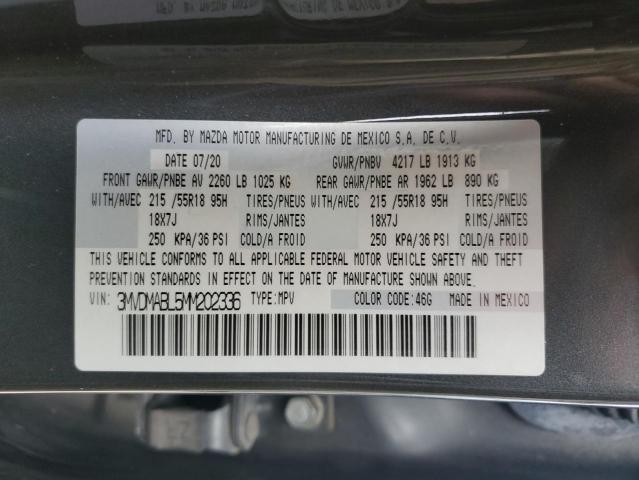 MFD. BY MAZDA MOTOR MANUFACTURING DE MEXICO S.A. DE C.V.
DATE 07/20 GVWR/PNBV 4217 LB 1913 KG
FRONT GAWR/PNBE AV 2260 LB 1025 KG REAR GAWR/PNBE AR 1962 LB 890 KG
WITH/AVEC 215 /55R18 95H TIRES/PNEUS WITH/AVEC 215 /55R18 95H TIRES/PNEUS
18X7J RIMS/JANTES 18X7J RIMS/JANTES
250 KPA/36 PSI COLD/A FROID 250 KPA/36 PSI COLD/A FROID
THIS VEHICLE CONFORMS TO ALL APPLICABLE FEDERAL MOTOR VEHICLE SAFETY AND THEFT
PREVENTION STANDARDS IN EFFECT ON THE DATE OF MANUFACTURE SHOWN ABOVE.
VIN: 3MVDMABL5MM202336 TYPE:MPV COLOR CODE:46G MADE IN MEXICO